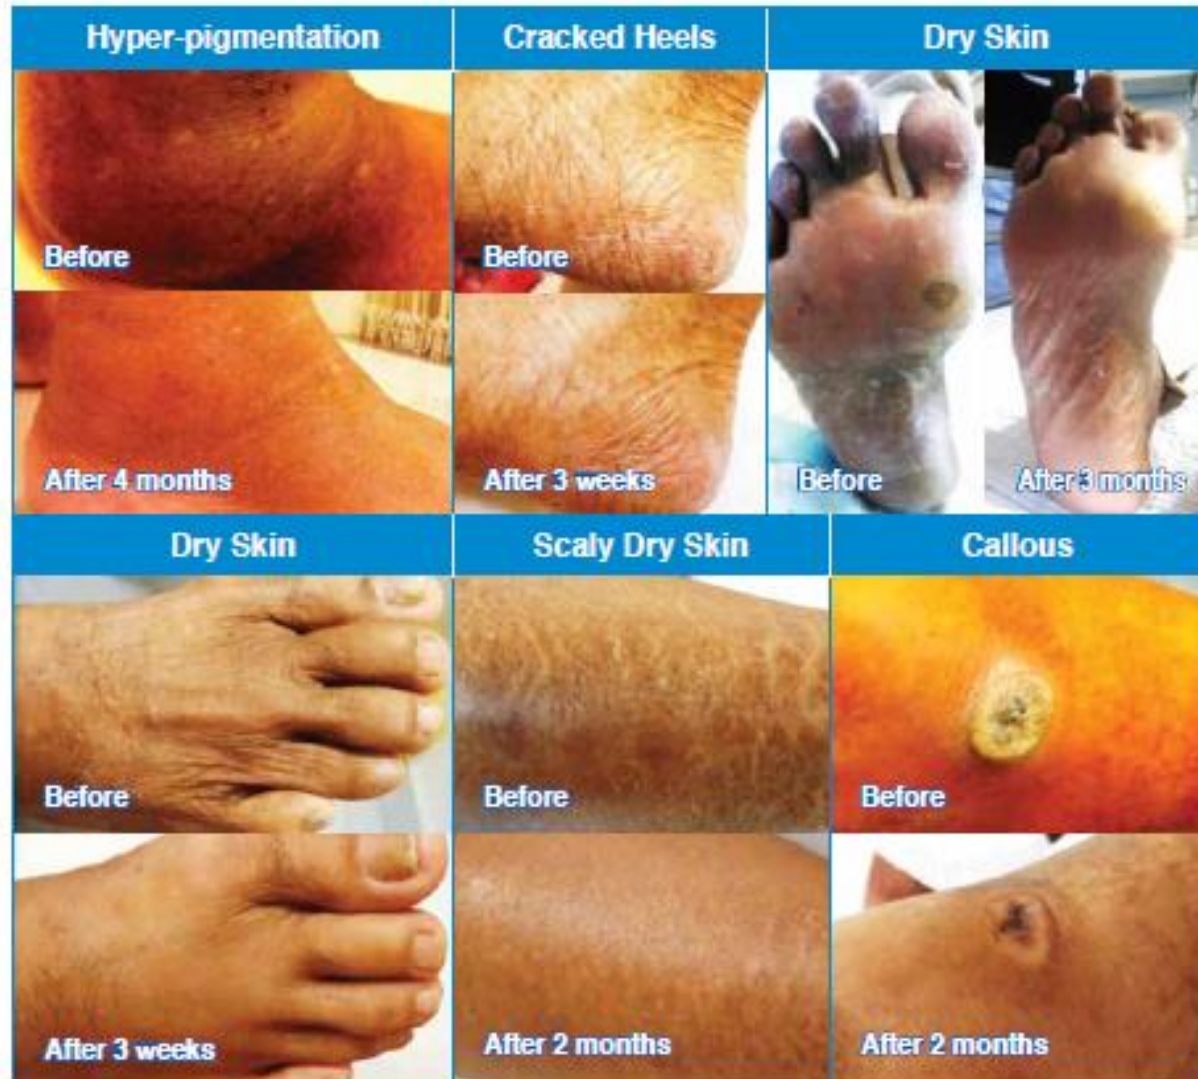 Hyper-pigmentation
Cracked Heels
Dry Skin
Before
Before
After 4 months
After 3 weeks
Before
After 3 months
Dry Skin
Scaly Dry Skin
Callous
Before
Before
Before
After 3 weeks
After 2 months
After 2 months